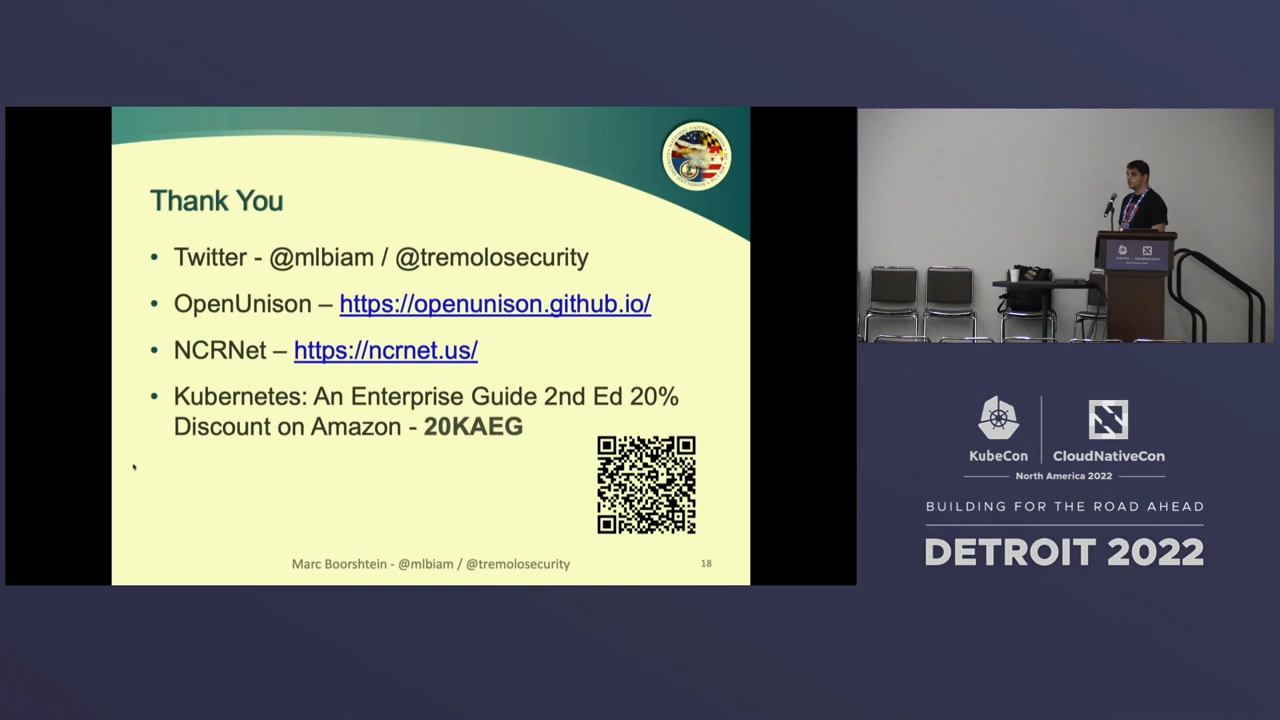 Thank You
• Twitter - @mlbiam / @tremolosecurity
• OpenUnison – https://openunison.github.io/
• NCRNet – https://ncrnet.us/
• Kubernetes: An Enterprise Guide 2nd Ed 20%
Discount on Amazon - 20KAEG
Marc Boorshtein - @mlbiam / @tremolosecurity
18
KubeCon
CloudNativeCon
North America 2022
BUILDING FOR THE ROAD AHEAD
DETROIT 2022